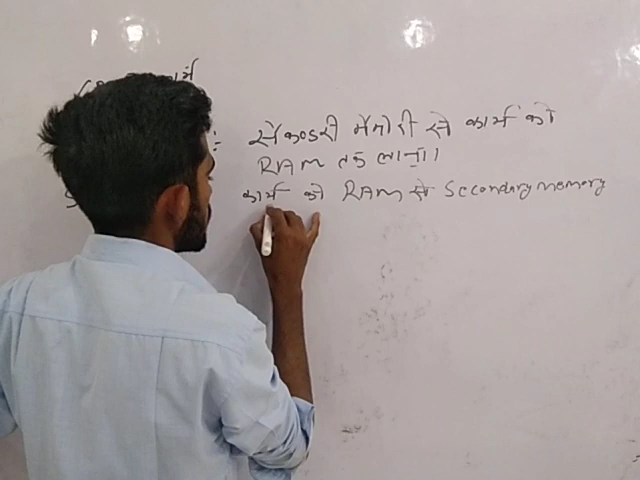 कार्य
: सेकण्डरी मेमोरी से कार्य को
RAM तक लाना।
कार्य को RAM से Secondary memory